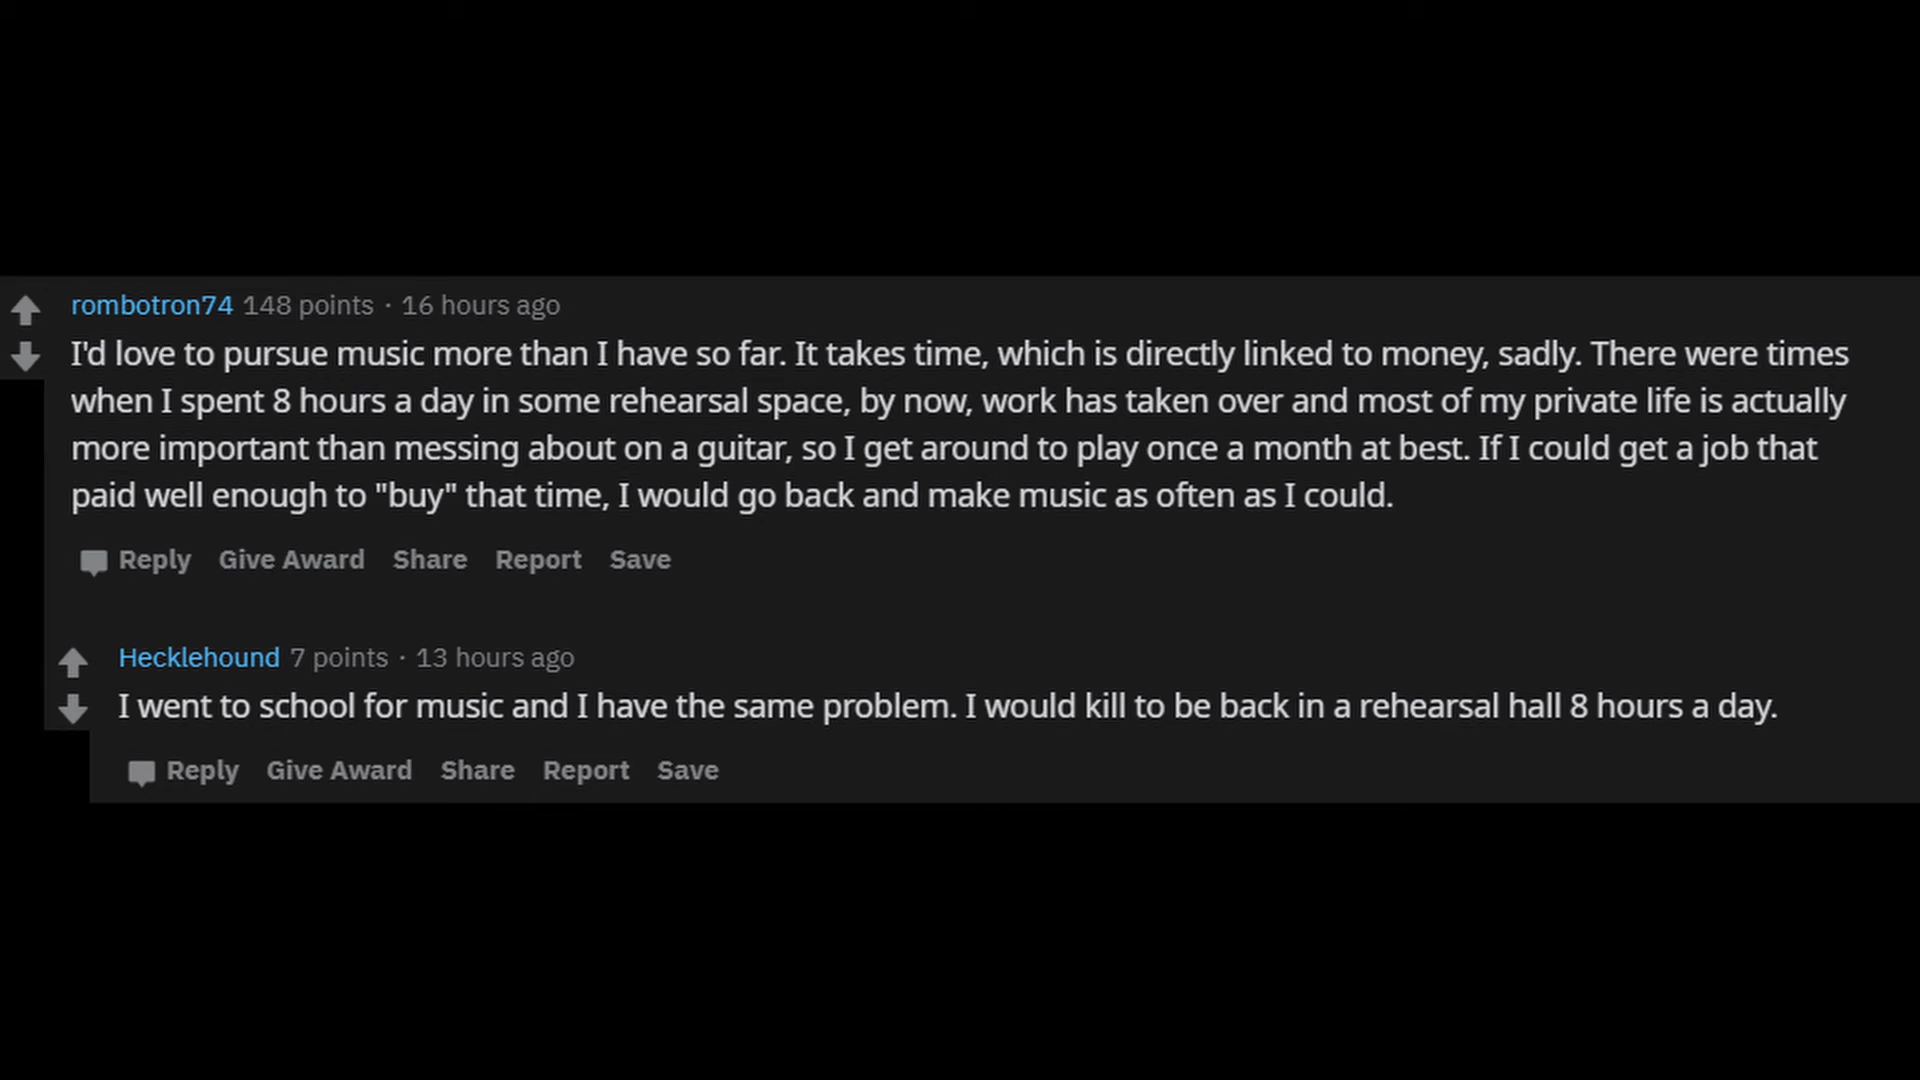 rombotron74 148 points · 16 hours ago
I'd love to pursue music more than I have so far. It takes time, which is directly linked to money, sadly. There were times
when I spent 8 hours a day in some rehearsal space, by now, work has taken over and most of my private life is actually
more important than messing about on a guitar, so I get around to play once a month at best. If I could get a job that
paid well enough to "buy" that time, I would go back and make music as often as I could.
Reply Give Award Share Report Save
Hecklehound 7 points · 13 hours ago
I went to school for music and I have the same problem. I would kill to be back in a rehearsal hall 8 hours a day.
Reply Give Award Share Report Save